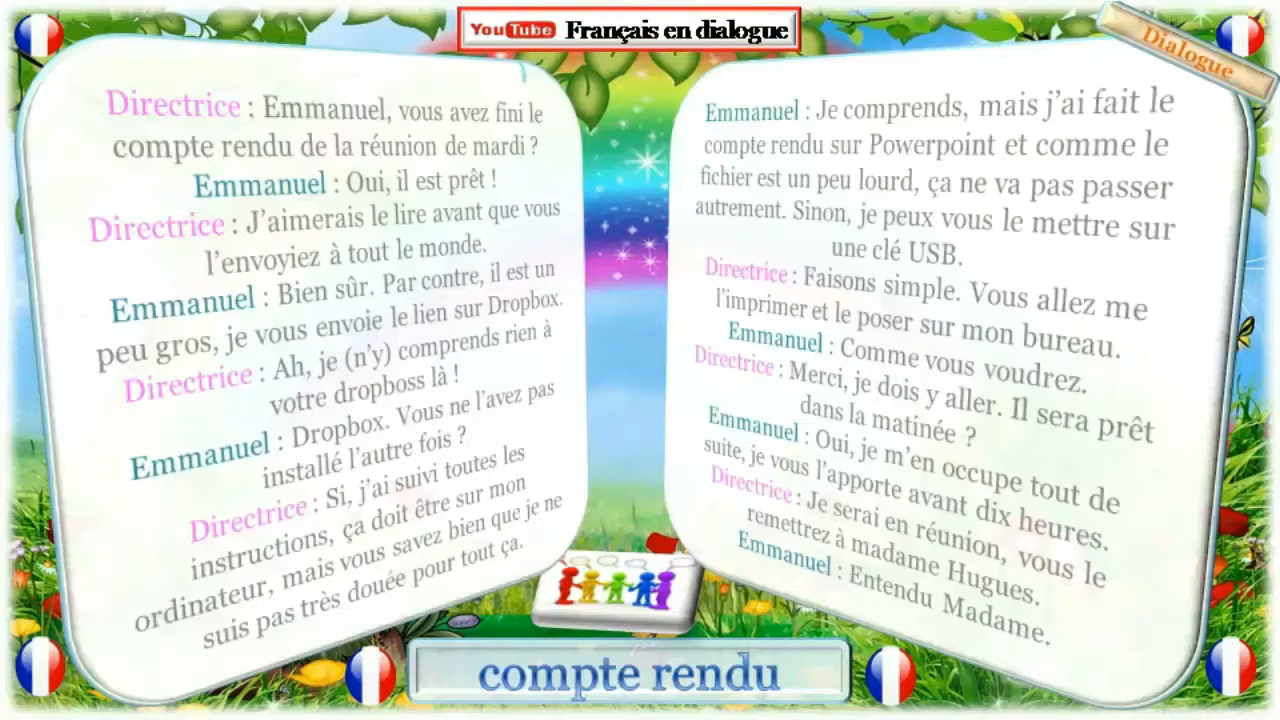 YouTube Français en dialogue
Dialogue
Directrice : Emmanuel, vous avez fini le
compte rendu de la réunion de mardi ?
Emmanuel : Oui, il est prêt !
Directrice : J'aimerais le lire avant que vous
l'envoyiez à tout le monde.
Emmanuel : Bien sûr. Par contre, il est un
peu gros, je vous envoie le lien sur Dropbox.
Directrice : Ah, je (n'y) comprends rien à
votre dropboss là !
Emmanuel : Dropbox. Vous ne l'avez pas
installé l'autre fois ?
Directrice : Si, j'ai suivi toutes les
instructions, ça doit être sur mon
ordinateur, mais vous savez bien que je ne
suis pas très douée pour tout ça.
Emmanuel : Je comprends, mais j'ai fait le
compte rendu sur Powerpoint et comme le
fichier est un peu lourd, ça ne va pas passer
autrement. Sinon, je peux vous le mettre sur
une clé USB.
Directrice : Faisons simple. Vous allez me
l'imprimer et le poser sur mon bureau.
Emmanuel : Comme vous voudrez.
Directrice : Merci, je dois y aller. Il sera prêt
dans la matinée ?
Emmanuel : Oui, je m'en occupe tout de
suite, je vous l'apporte avant dix heures.
Directrice : Je serai en réunion, vous le
remettrez à madame Hugues.
Emmanuel : Entendu Madame.
compte rendu